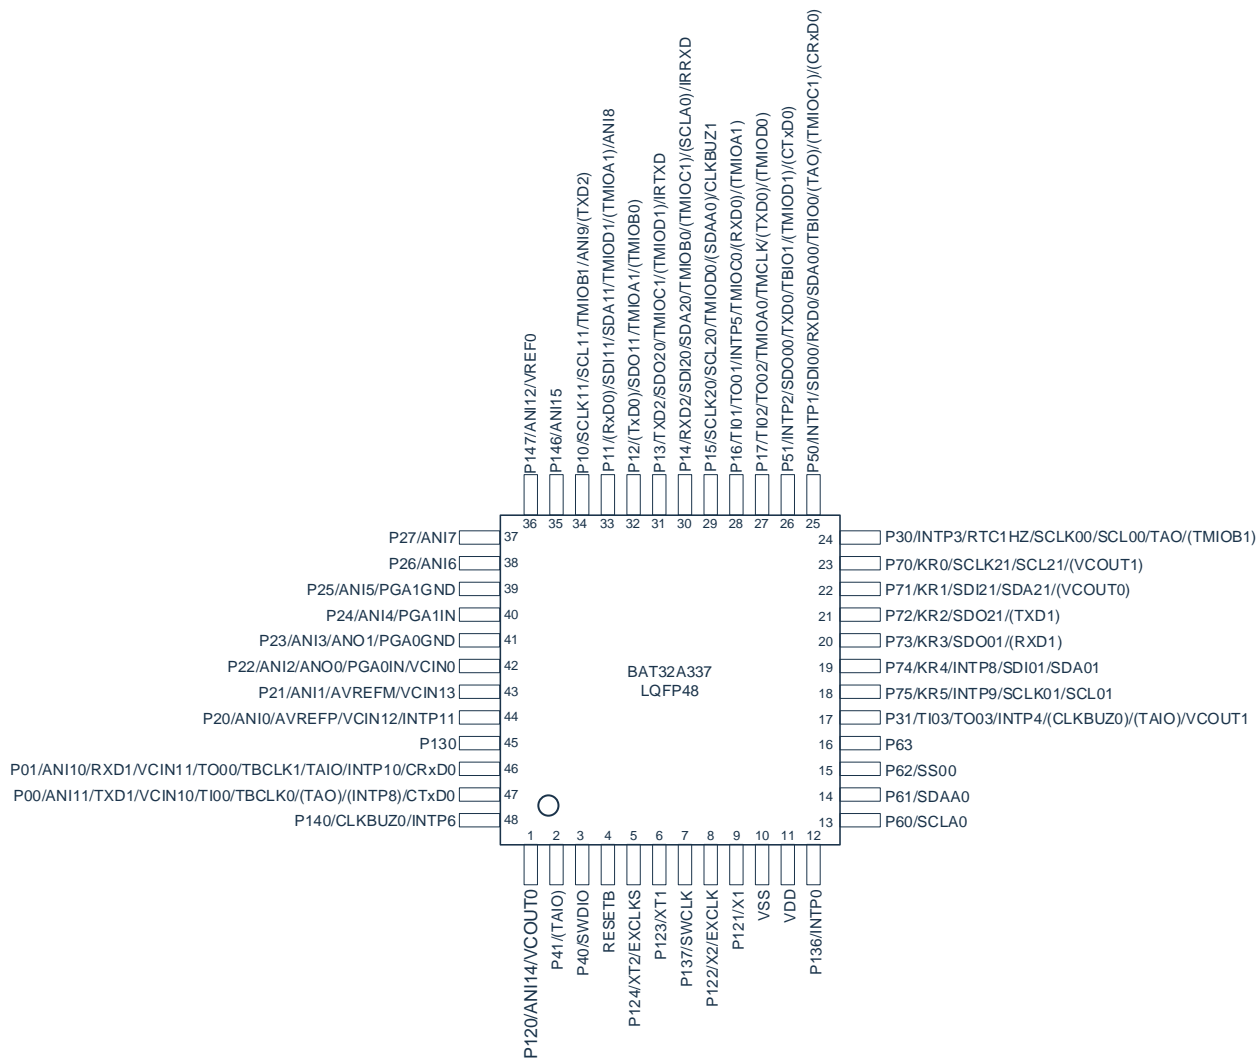 P147/ANI12/VREF0
P146/ANI15
P10/SCLK11/SCL11/TMIOB1/ANI9/(TXD2)
P11/(RxD0)/SDI11/SDA11/TMIOD1/(TMIOA1)/ANI8
P12/(TxD0)/SDO11/TMIOA1/(TMIOB0)
P13/TXD2/SDO20/TMIOC1/(TMIOD1)/IRTXD
P14/RXD2/SDI20/SDA20/TMIOB0/(TMIOC1)/(SCLA0)/IRRXD
P15/SCLK20/SCL20/TMIOD0/(SDAA0)/CLKBUZ1
P16/TI01/TO01/INTP5/TMIOC0/(RXD0)/(TMIOA1)
P17/TI02/TO02/TMIOA0/TMCLK/(TXD0)/(TMIOD0)
P51/INTP2/SDO00/TXD0/TBIO1/(TMIOD1)/(CTxD0)
P50/INTP1/SDI00/RXD0/SDA00/TBIO0/(TAO)/(TMIOC1)/(CRxD0)
36 35 34 33 32 31 30 29 28 27 26 25
P27/ANI7 37
P26/ANI6 38
P25/ANI5/PGA1GND 39
P24/ANI4/PGA1IN 40
P23/ANI3/ANO1/PGA0GND 41
P22/ANI2/ANO0/PGA0IN/VCIN0 42
P21/ANI1/AVREFM/VCIN13 43
P20/ANI0/AVREFP/VCIN12/INTP11 44
P130 45
P01/ANI10/RXD1/VCIN11/TO00/TBCLK1/TAIO/INTP10/CRxD0 46
P00/ANI11/TXD1/VCIN10/TI00/TBCLK0/(TAO)/(INTP8)/CTxD0 47
P140/CLKBUZ0/INTP6 48
BAT32A337
LQFP48
24 P30/INTP3/RTC1HZ/SCLK00/SCL00/TAO/(TMIOB1)
23 P70/KR0/SCLK21/SCL21/(VCOUT1)
22 P71/KR1/SDI21/SDA21/(VCOUT0)
21 P72/KR2/SDO21/(TXD1)
20 P73/KR3/SDO01/(RXD1)
19 P74/KR4/INTP8/SDI01/SDA01
18 P75/KR5/INTP9/SCLK01/SCL01
17 P31/TI03/TO03/INTP4/(CLKBUZ0)/(TAIO)/VCOUT1
16 P63
15 P62/SS00
14 P61/SDAA0
13 P60/SCLA0
1 2 3 4 5 6 7 8 9 10 11 12
P120/ANI14/VCOUT0
P41/(TAIO)
P40/SWDIO
RESETB
P124/XT2/EXCLKS
P123/XT1
P137/SWCLK
P122/X2/EXCLK
P121/X1
VSS
VDD
P136/INTP0